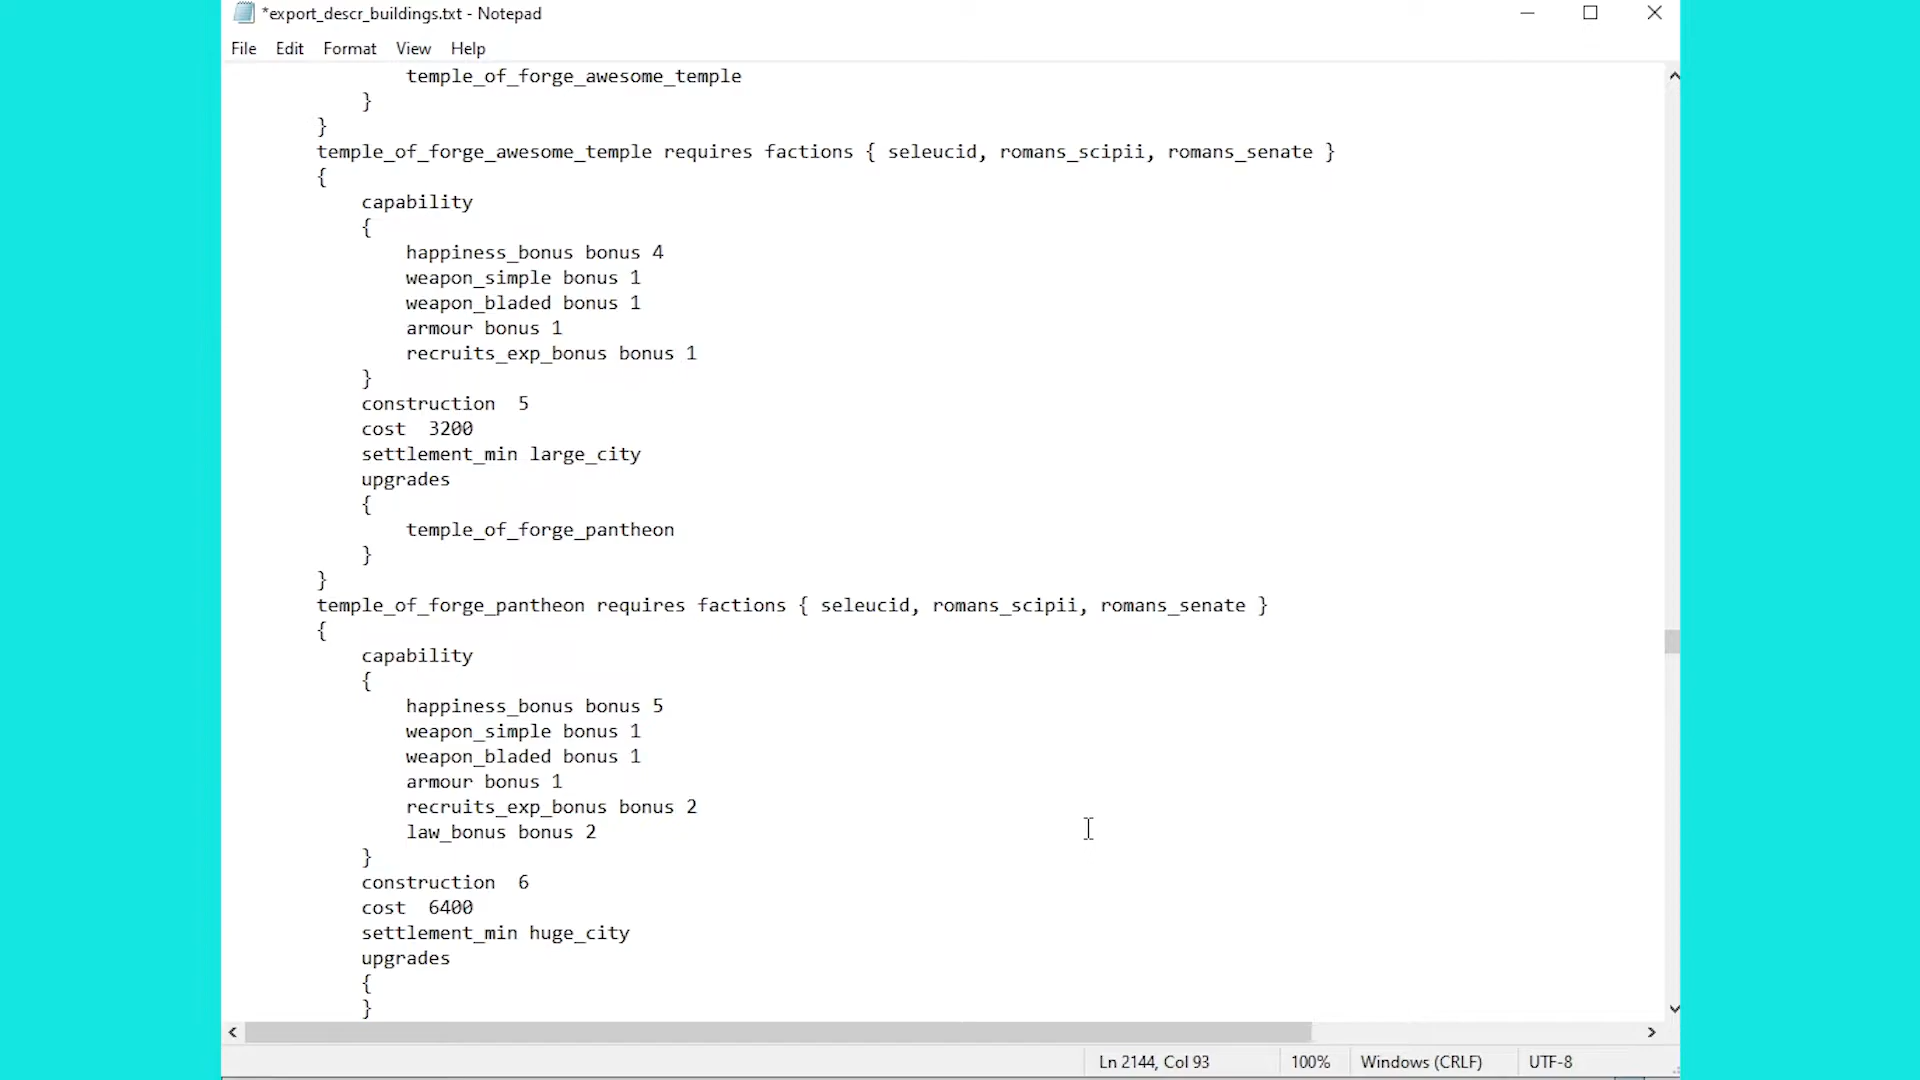 *export_descr_buildings.txt - Notepad
File Edit Format View Help
temple_of_forge_awesome_temple
}
}
temple_of_forge_awesome_temple requires factions { seleucid, romans_scipii, romans_senate }
{
capability
{
happiness_bonus bonus 4
weapon_simple bonus 1
weapon_bladed bonus 1
armour bonus 1
recruits_exp_bonus bonus 1
}
construction 5
cost 3200
settlement_min large_city
upgrades
{
temple_of_forge_pantheon
}
}
temple_of_forge_pantheon requires factions { seleucid, romans_scipii, romans_senate }
{
capability
{
happiness_bonus bonus 5
weapon_simple bonus 1
weapon_bladed bonus 1
armour bonus 1
recruits_exp_bonus bonus 2
law_bonus bonus 2
}
construction 6
cost 6400
settlement_min huge_city
upgrades
{
}
Ln 2144, Col 93 100% Windows (CRLF) UTF-8